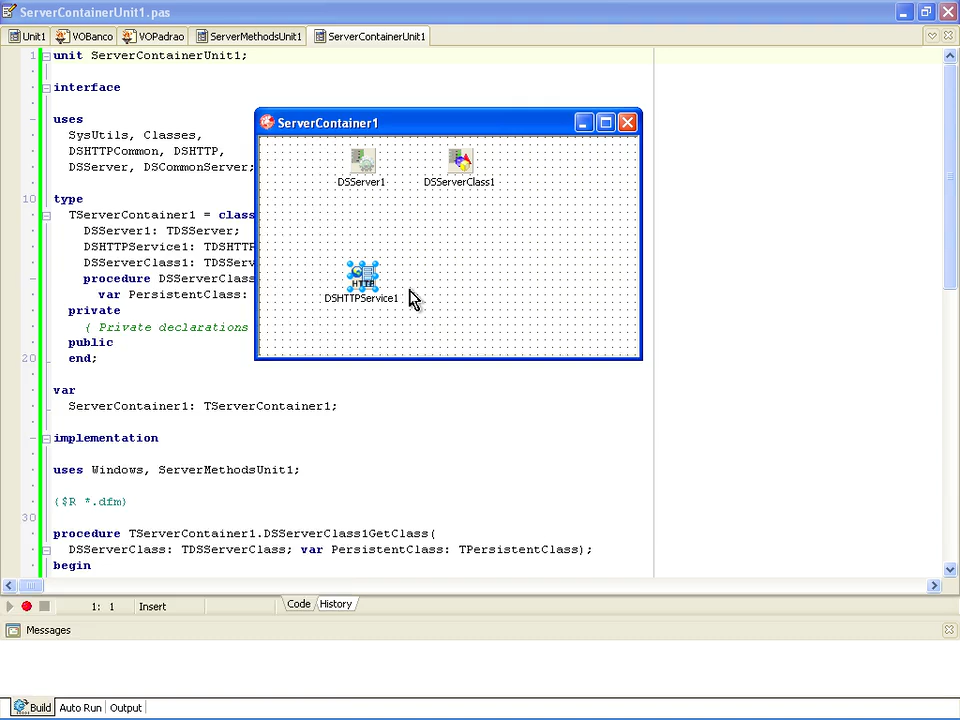 ServerContainerUnit1.pas
Unit1 VOBanco VOPadrao ServerMethodsUnit1 ServerContainerUnit1
1 unit ServerContainerUnit1;
interface
uses
SysUtils, Classes,
DSHTTPCommon, DSHTTP,
DSServer, DSCommonServer;
10 type
TServerContainer1 = class
DSServer1: TDSServer;
DSHTTPService1: TDSHTTP
DSServerClass1: TDSServ
procedure DSServerClass
var PersistentClass:
private
{ Private declarations
public
20 end;
var
ServerContainer1: TServerContainer1;
implementation
uses Windows, ServerMethodsUnit1;
{$R *.dfm}
30
procedure TServerContainer1.DSServerClass1GetClass(
DSServerClass: TDSServerClass; var PersistentClass: TPersistentClass);
begin
ServerContainer1
DSServer1 DSServerClass1
HTTP
DSHTTPService1
1: 1 Insert Code History
Messages
Build Auto Run Output